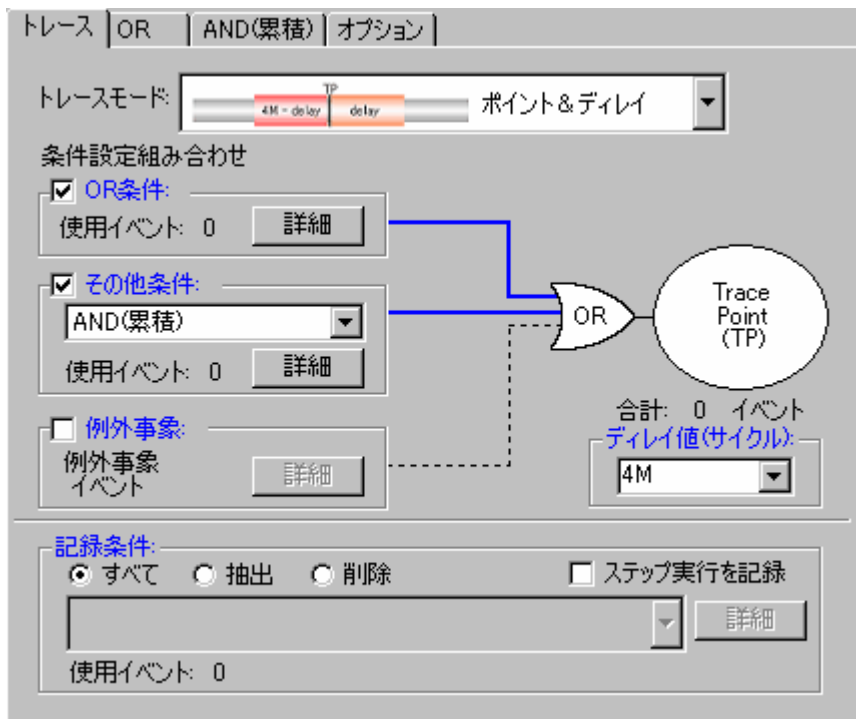 トレース OR AND(累積) オプション
トレースモード: 4M - delay TP delay ポイント&ディレイ
条件設定組み合わせ
OR条件:
使用イベント: 0 詳細
その他条件:
AND(累積)
使用イベント: 0 詳細
例外事象:
例外事象
イベント
詳細
OR
Trace
Point
(TP)
合計: 0 イベント
ディレイ値(サイクル):
4M
記録条件:
すべて 抽出 削除 ステップ実行を記録
詳細
使用イベント: 0